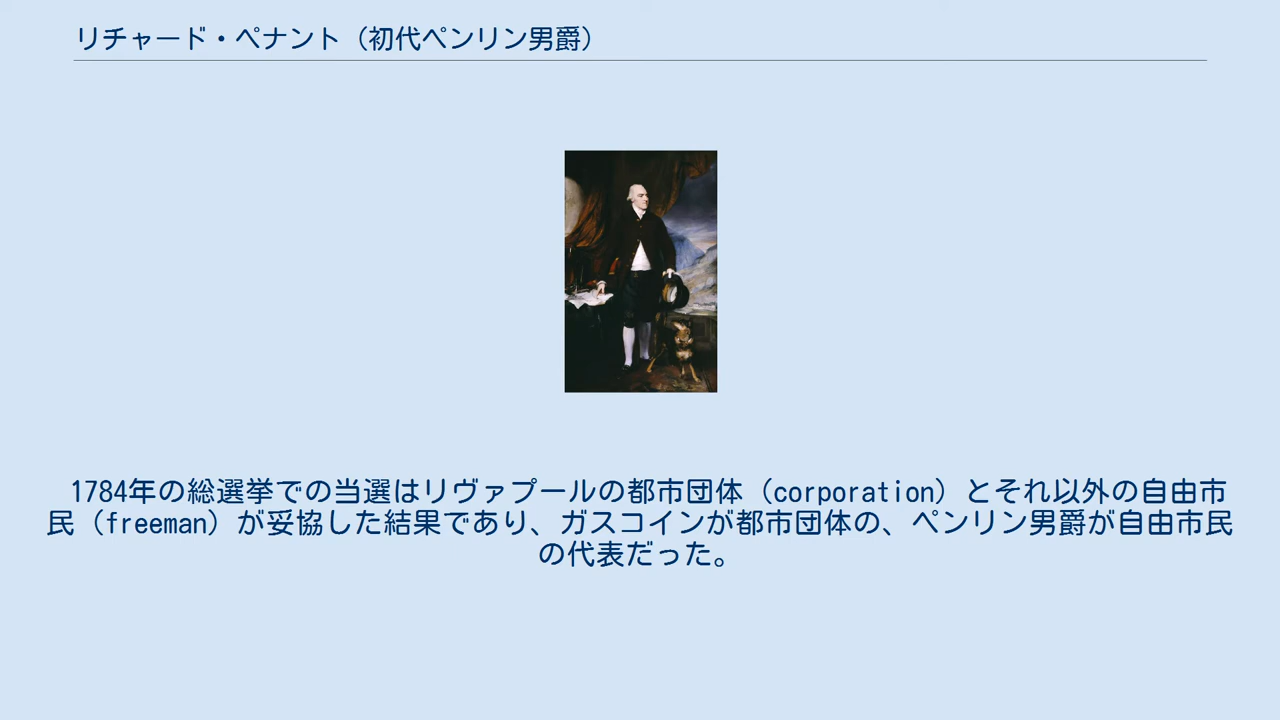 リチャード・ペナント（初代ペンリン男爵）
1784年の総選挙での当選はリヴァプールの都市団体（corporation）とそれ以外の自由市
民（freeman）が妥協した結果であり、ガスコインが都市団体の、ペンリン男爵が自由市民
の代表だった。